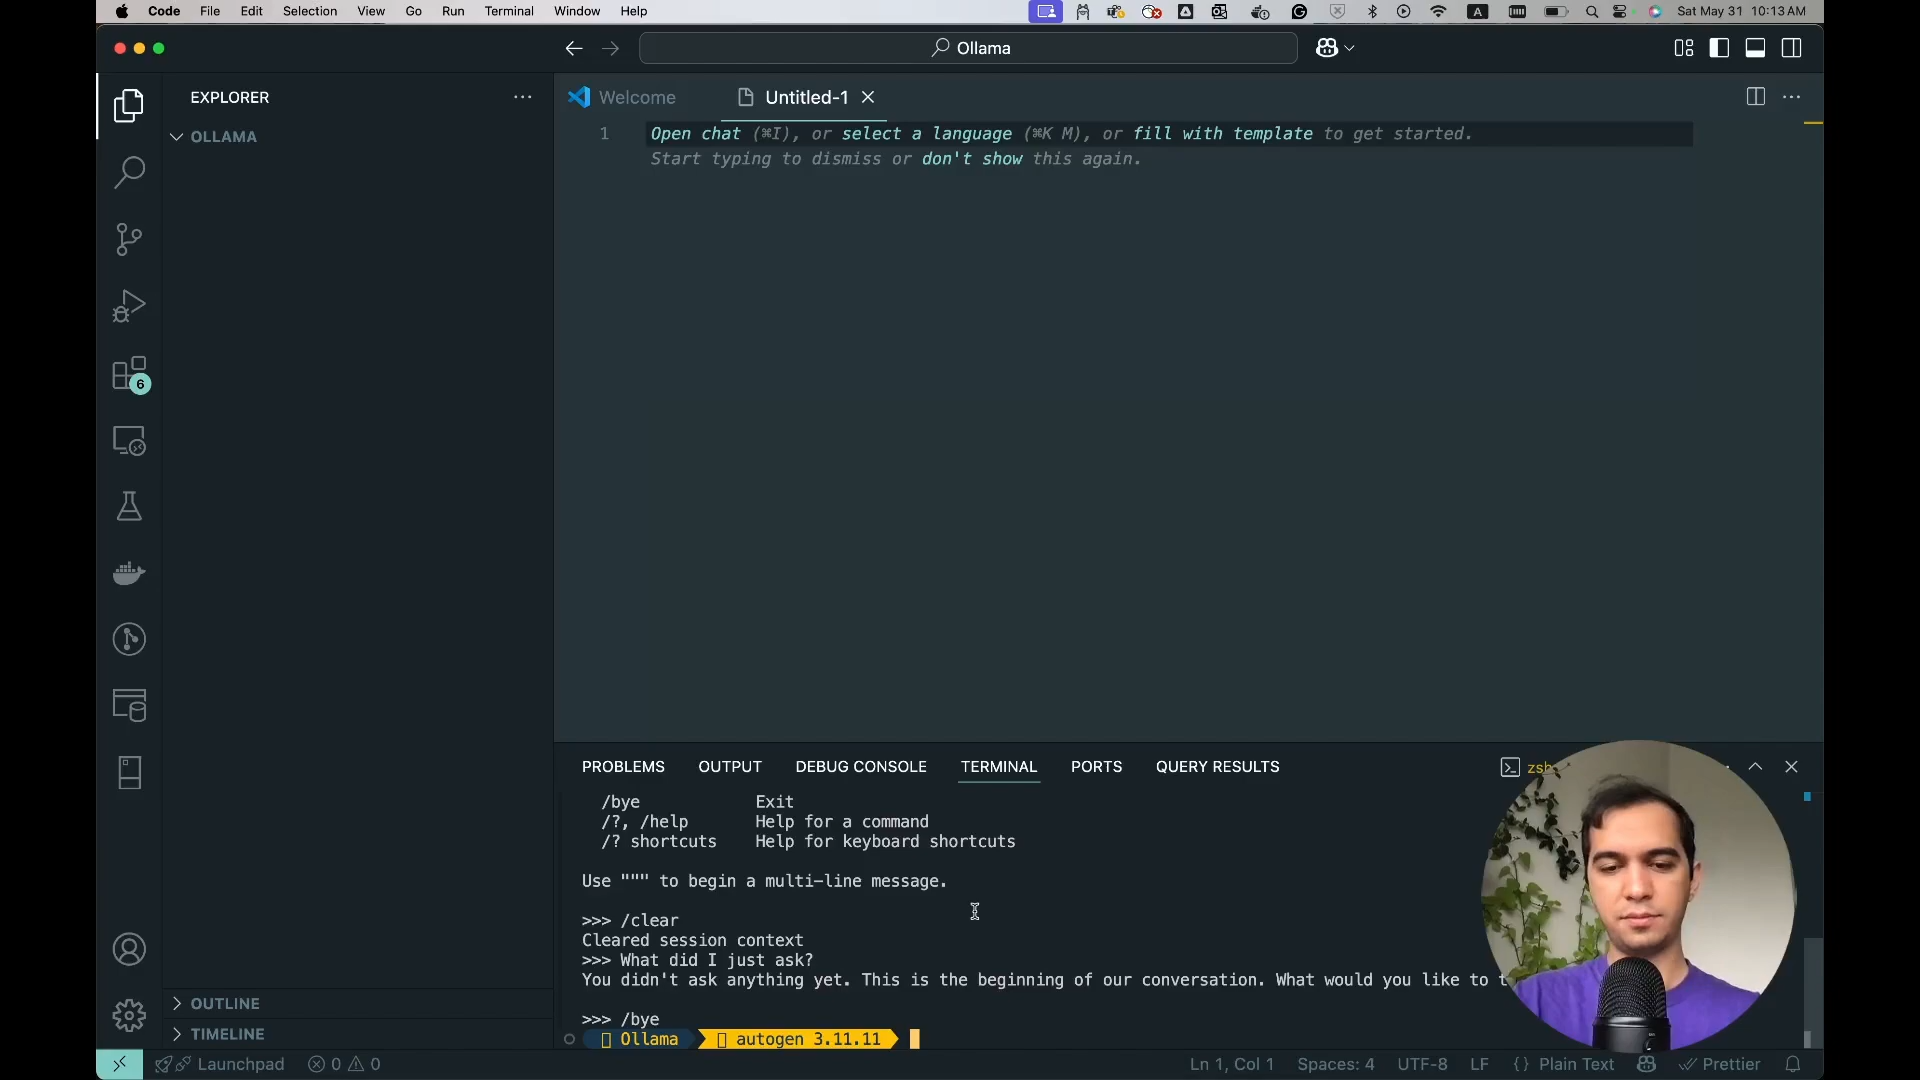 Code File Edit Selection View Go Run Terminal Window Help A Sat May 31 10:13 AM
Ollama
EXPLORER
Welcome Untitled-1
OLLAMA
1 Open chat (⌘I), or select a language (⌘K M), or fill with template to get started.
Start typing to dismiss or don't show this again.
6
PROBLEMS OUTPUT DEBUG CONSOLE TERMINAL PORTS QUERY RESULTS zsh
/bye Exit
/?, /help Help for a command
/? shortcuts Help for keyboard shortcuts
Use """ to begin a multi-line message.
>>> /clear
Cleared session context
>>> What did I just ask?
You didn't ask anything yet. This is the beginning of our conversation. What would you like to
>>> /bye
Ollama autogen 3.11.11
OUTLINE
TIMELINE
Launchpad 0 0 Ln 1, Col 1 Spaces: 4 UTF-8 LF {} Plain Text Prettier